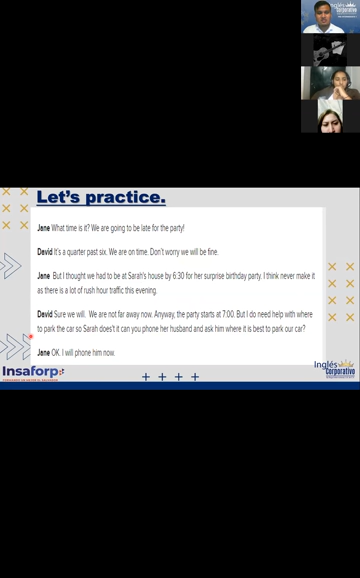 Inglés
Corporativo
Let's practice.
Jane What time is it? We are going to be late for the party!
David It's a quarter past six. We are on time. Don't worry we will be fine.
Jane But I thought we had to be at Sarah's house by 6:30 for her surprise birthday party. I think never make it
as there is a lot of rush hour traffic this evening.
David Sure we will. We are not far away now. Anyway, the party starts at 7:00. But I do need help with where
to park the car so Sarah does't it can you phone her husband and ask him where it is best to park our car?
Jane OK. I will phone him now.
Insaforp
Inglés
Corporativo